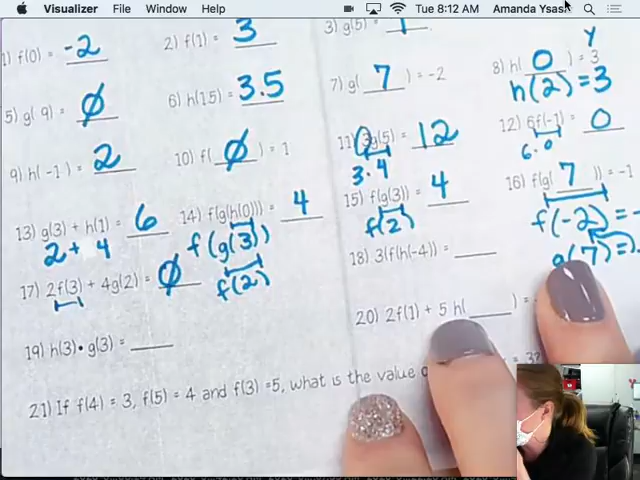 Visualizer File Window Help Tue 8:12 AM Amanda Ysas
1) f(0) = -2
2) f(1) = 3
3) g(5) = 1
y
5) g(9) = Ø
6) h(1.5) = 3.5
7) g( 7 ) = -2
8) h( 0 ) = 3
h(2) = 3
9) h(-1) = 2
10) f( Ø ) = 1
11) 3g(5) = 12
3.4
12) 6f(-1) = 0
6.0
13) g(3) + h(1) = 6
2 + 4
14) f(g(h(0))) = 4
f(g(3))
f(2)
15) f(g(3)) = 4
f(2)
16) f(g( 7 )) = -1
f(-2) = -
g(7) =
17) 2f(3) + 4g(2) = Ø
18) 3(f(h(-4)) =
19) h(3)•g(3) =
20) 2f(1) + 5 h( ) =
21) If f(4) = 3, f(5) = 4 and f(3) =5, what is the value